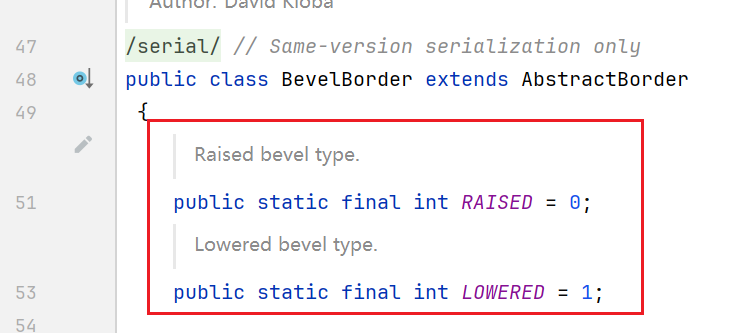 Author: David Kloba
47 /serial/ // Same-version serialization only
48 public class BevelBorder extends AbstractBorder
49 {
Raised bevel type.
51 public static final int RAISED = 0;
Lowered bevel type.
53 public static final int LOWERED = 1;
54